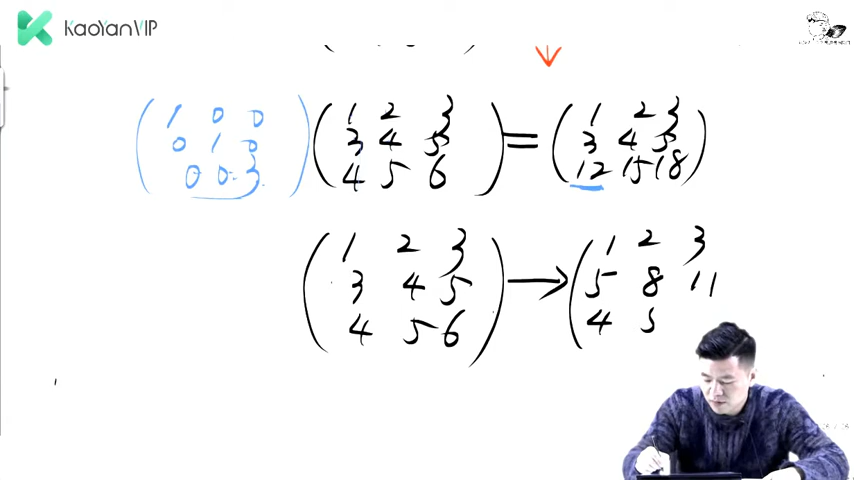 KaoYanVIP
1 0 0 1 2 3 = 1 2 3
0 1 0 3 4 5 3 4 5
0 0 3 4 5 6 12 15 18
1 2 3 → 1 2 3
3 4 5 5 8 11
4 5 6 4 5